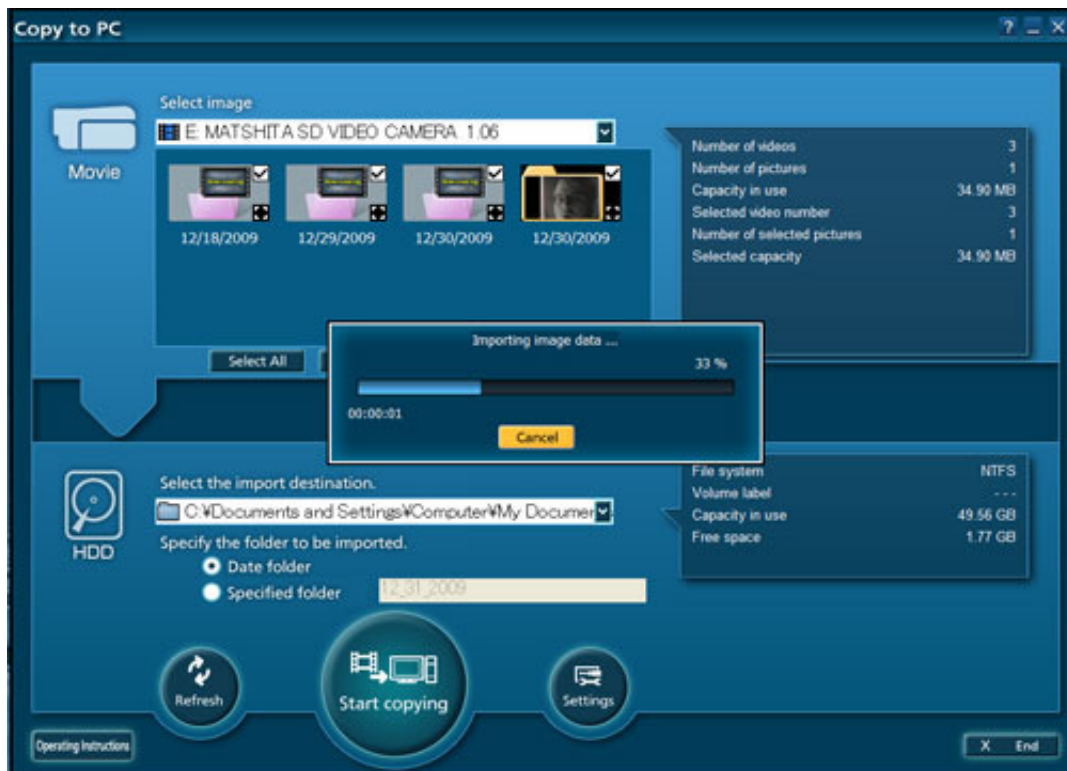 Copy to PC
? _ X
Select image
E: MATSHITA SD VIDEO CAMERA 1.06
Movie
12/18/2009 12/29/2009 12/30/2009 12/30/2009
Number of videos 3
Number of pictures 1
Capacity in use 34.90 MB
Selected video number 3
Number of selected pictures 1
Selected capacity 34.90 MB
Select All
Importing image data ...
33 %
00:00:01
Cancel
HDD
Select the import destination.
C:¥Documents and Settings¥Computer¥My Documer
Specify the folder to be imported.
Date folder
Specified folder 12_31_2009
File system NTFS
Volume label - - -
Capacity in use 49.56 GB
Free space 1.77 GB
Refresh
Start copying
Settings
Operating Instructions
X End